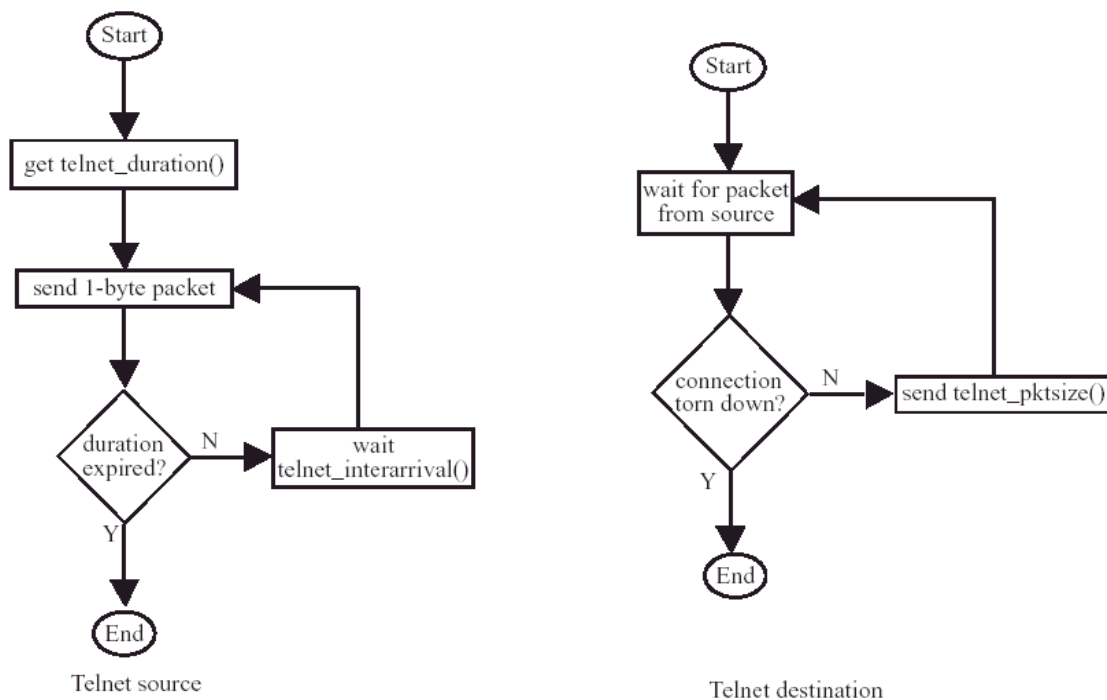 Start
get telnet_duration()
send 1-byte packet
duration
expired?
N
wait
telnet_interarrival()
Y
End
Telnet source
Start
wait for packet
from source
connection
torn down?
N
send telnet_pktsize()
Y
End
Telnet destination